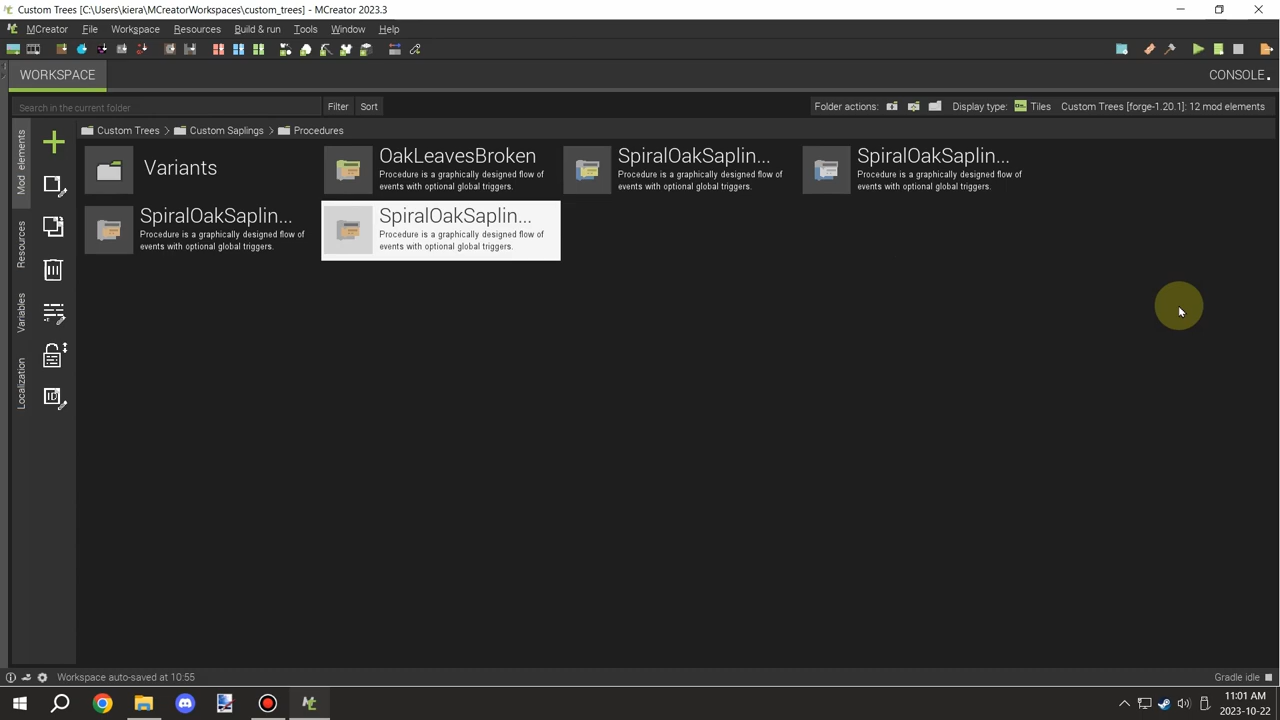 Custom Trees [C:\Users\kiera\MCreatorWorkspaces\custom_trees] - MCreator 2023.3
MCreator File Workspace Resources Build & run Tools Window Help
WORKSPACE
CONSOLE
Search in the current folder
Filter
Sort
Folder actions:
Display type:
Tiles
Custom Trees [forge-1.20.1]: 12 mod elements
Custom Trees
Custom Saplings
Procedures
Mod elements
Resources
Variables
Localization
Variants
OakLeavesBroken
Procedure is a graphically designed flow of
events with optional global triggers.
SpiralOakSaplin...
Procedure is a graphically designed flow of
events with optional global triggers.
SpiralOakSaplin...
Procedure is a graphically designed flow of
events with optional global triggers.
SpiralOakSaplin...
Procedure is a graphically designed flow of
events with optional global triggers.
SpiralOakSaplin...
Procedure is a graphically designed flow of
events with optional global triggers.
Workspace auto-saved at 10:55
Gradle idle
11:01 AM
2023-10-22